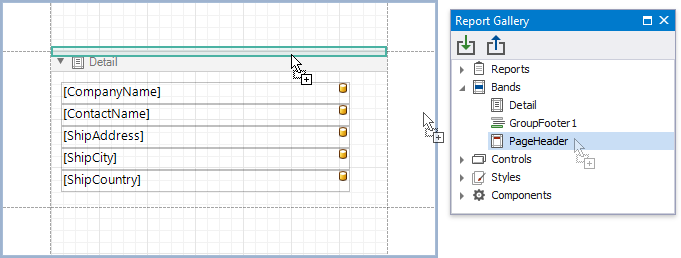 Detail
[CompanyName]
[ContactName]
[ShipAddress]
[ShipCity]
[ShipCountry]
Report Gallery
Reports
Bands
Detail
GroupFooter1
PageHeader
Controls
Styles
Components